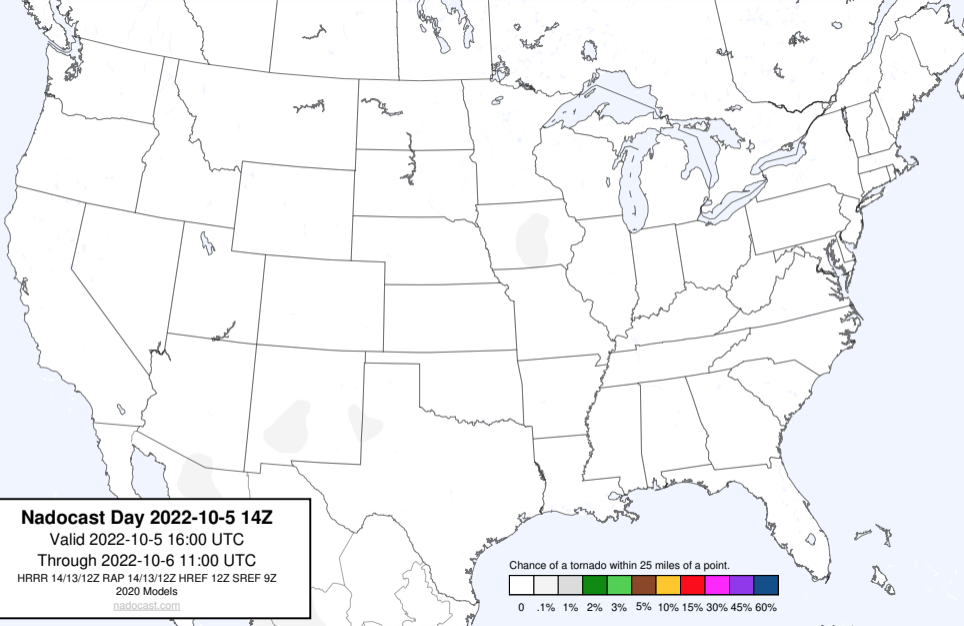 Nadocast Day 2022-10-5 14Z
Valid 2022-10-5 16:00 UTC
Through 2022-10-6 11:00 UTC
HRRR 14/13/12Z RAP 14/13/12Z HREF 12Z SREF 9Z
2020 Models
nadocast.com
Chance of a tornado within 25 miles of a point.
0 .1% 1% 2% 3% 5% 10% 15% 30% 45% 60%